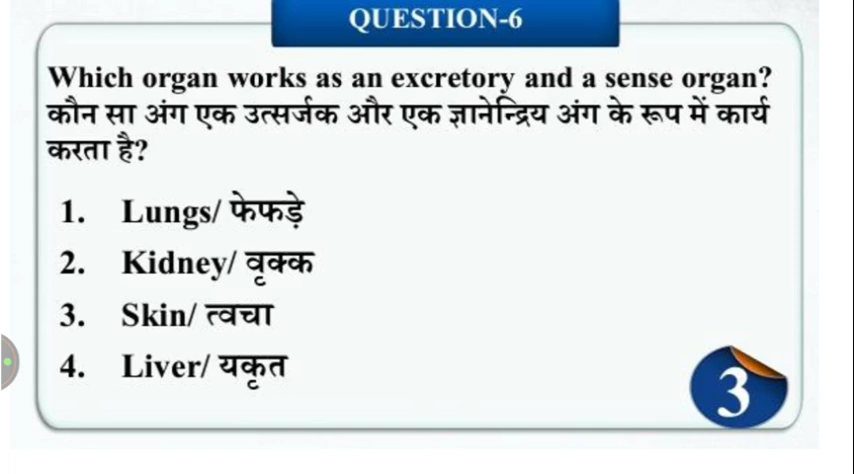 QUESTION-6
Which organ works as an excretory and a sense organ?
कौन सा अंग एक उत्सर्जक और एक ज्ञानेन्द्रिय अंग के रूप में कार्य
करता है?
1. Lungs/ फेफड़े
2. Kidney/ वृक्क
3. Skin/ त्वचा
4. Liver/ यकृत
3